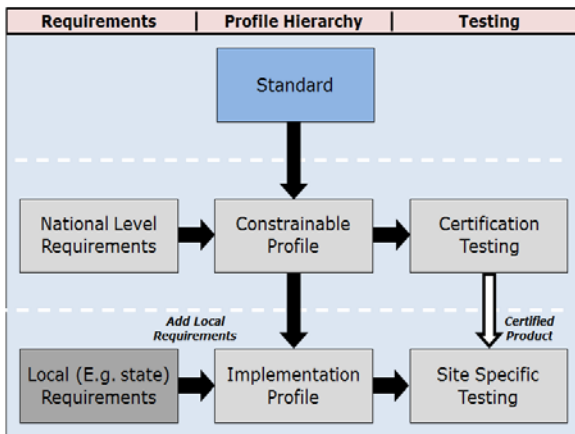 Requirements | Profile Hierarchy | Testing
Standard
National Level
Requirements
Constrainable
Profile
Certification
Testing
Add Local
Requirements
Certified
Product
Local (E.g. state)
Requirements
Implementation
Profile
Site Specific
Testing